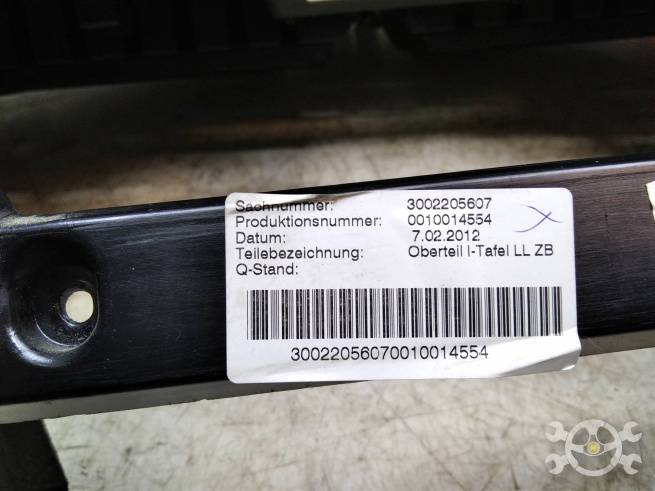 Sachnummer: 3002205607
Produktionsnummer: 0010014554
Datum: 7.02.2012
Teilebezeichnung: Oberteil I-Tafel LL ZB
Q-Stand:
30022056070010014554